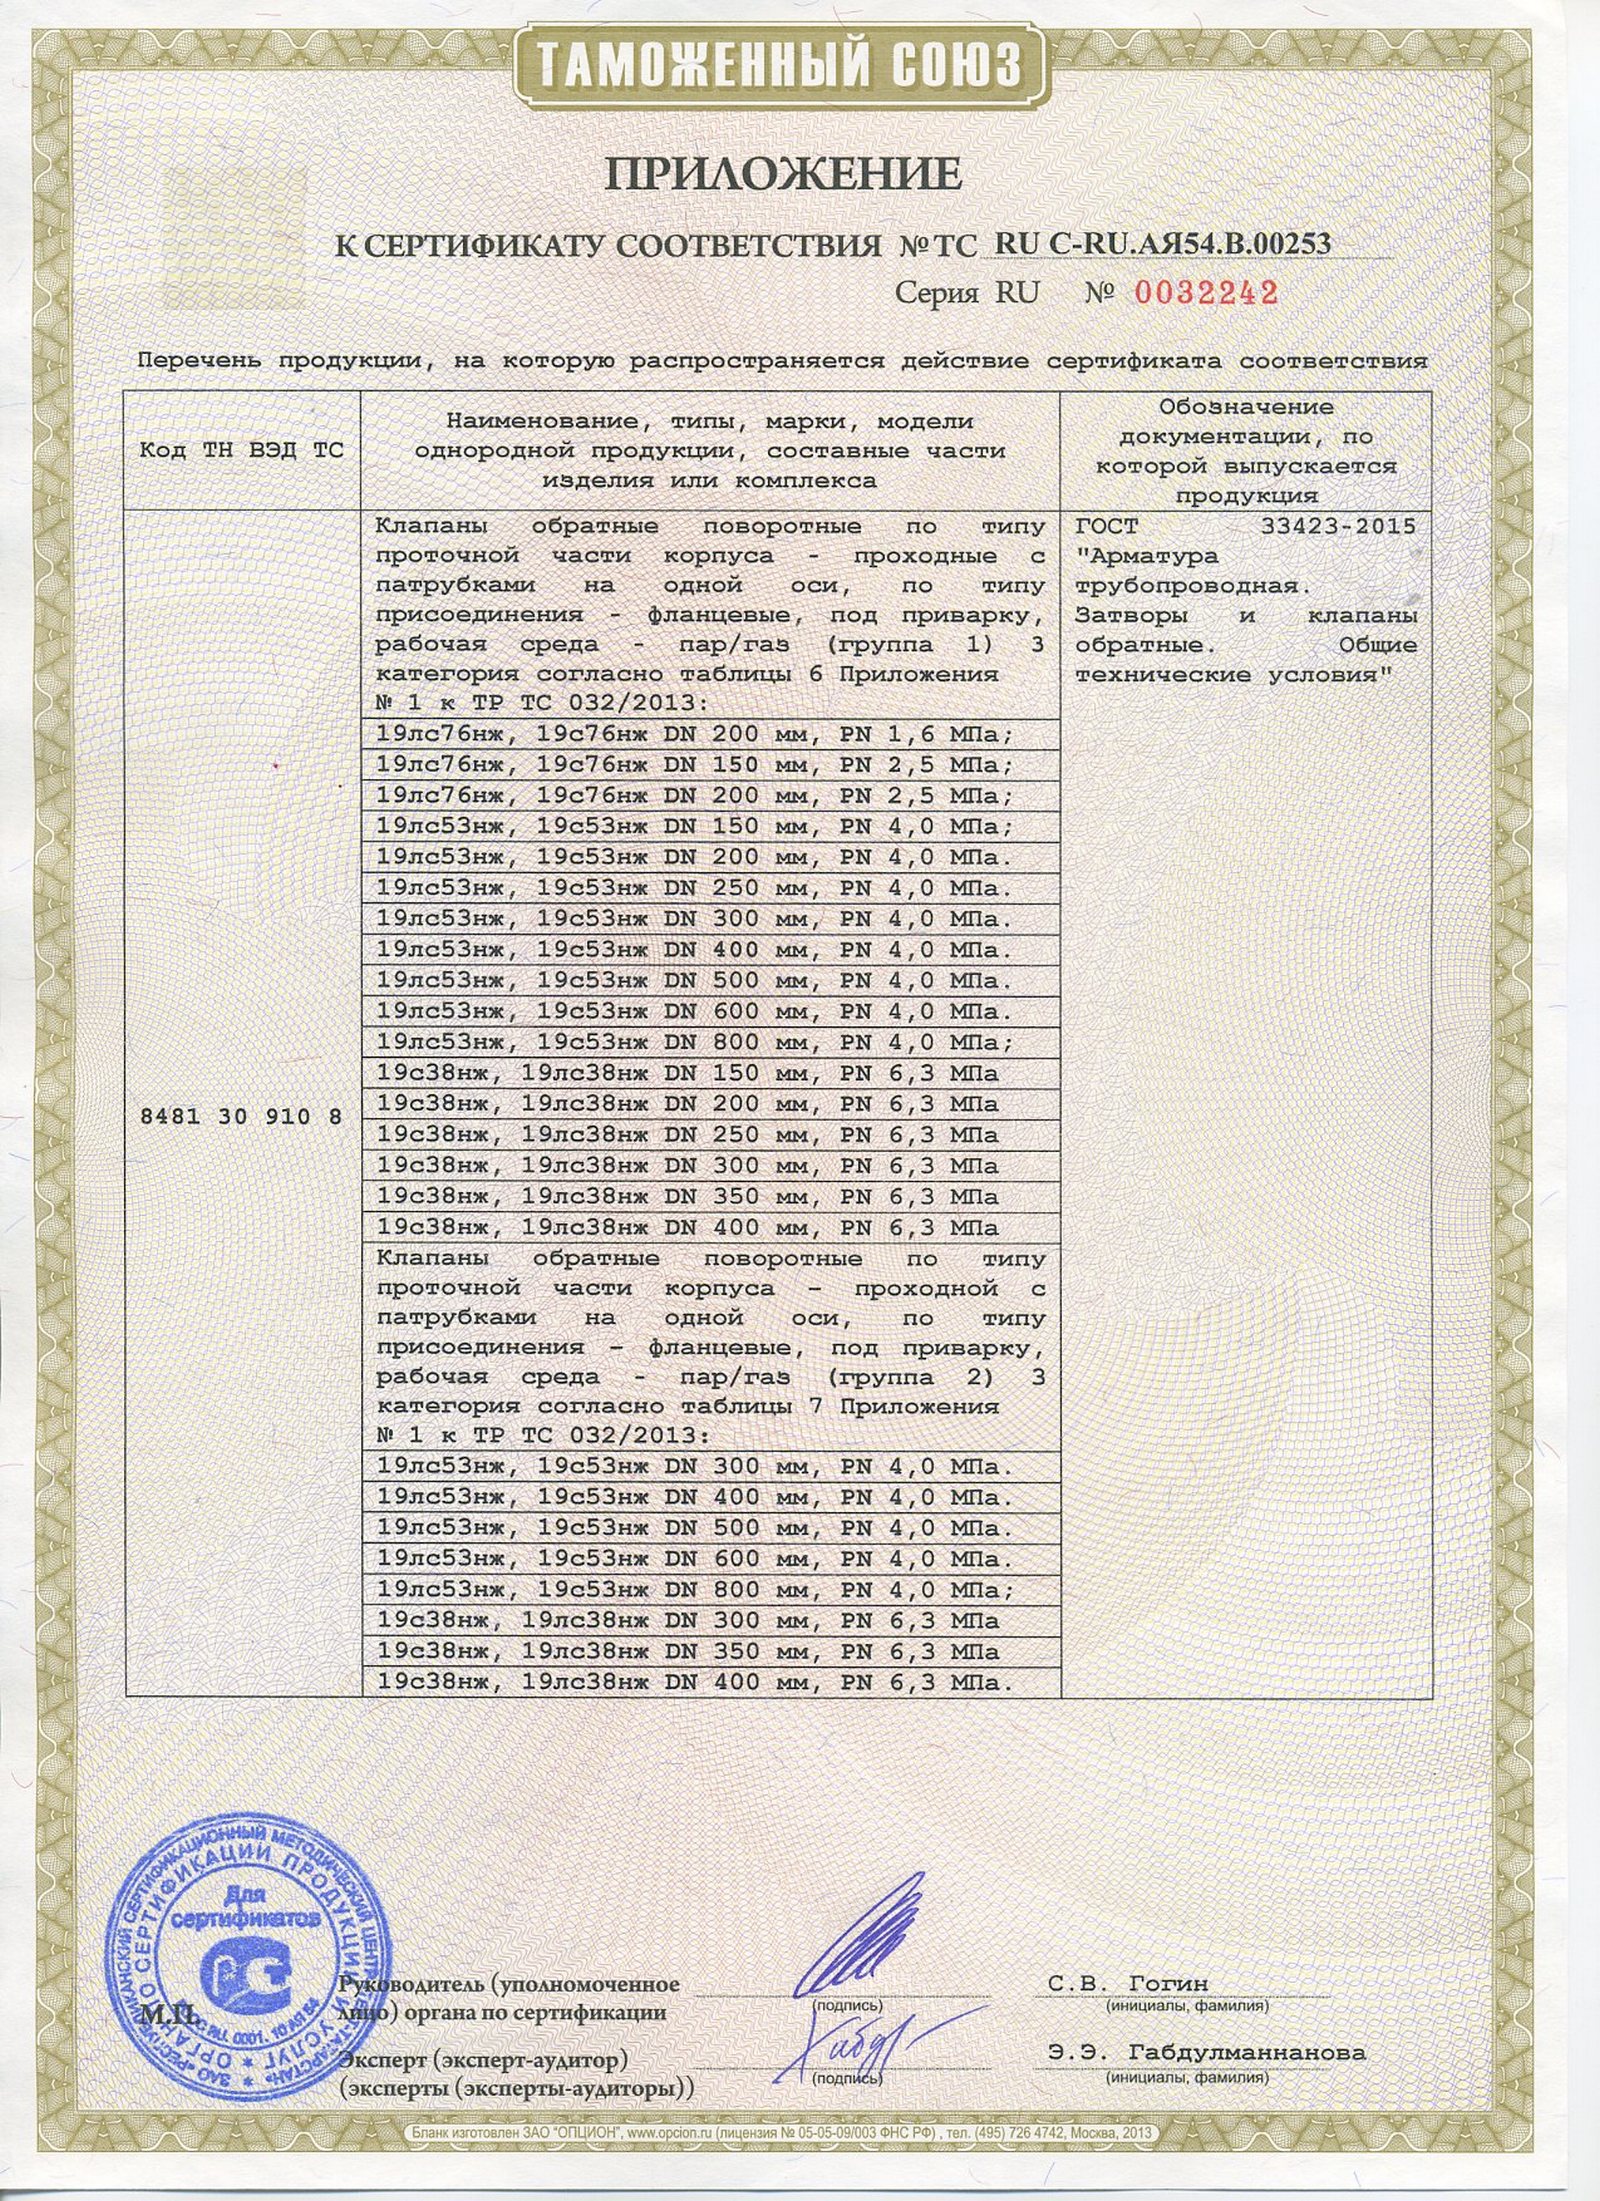 ТАМОЖЕННЫЙ СОЮЗ
ПРИЛОЖЕНИЕ
К СЕРТИФИКАТУ СООТВЕТСТВИЯ № ТС RU C-RU.АЯ54.В.00253
Серия RU № 0032242
Перечень продукции, на которую распространяется действие сертификата соответствия
Код ТН ВЭД ТС
Наименование, типы, марки, модели
однородной продукции, составные части
изделия или комплекса
Обозначение
документации, по
которой выпускается
продукция
8481 30 910 8
Клапаны обратные поворотные по типу
проточной части корпуса - проходные с
патрубками на одной оси, по типу
присоединения - фланцевые, под приварку,
рабочая среда - пар/газ (группа 1) 3
категория согласно таблицы 6 Приложения
№ 1 к ТР ТС 032/2013:
19лс76нж, 19с76нж DN 200 мм, PN 1,6 МПа;
19лс76нж, 19с76нж DN 150 мм, PN 2,5 МПа;
19лс76нж, 19с76нж DN 200 мм, PN 2,5 МПа;
19лс53нж, 19с53нж DN 150 мм, PN 4,0 МПа;
19лс53нж, 19с53нж DN 200 мм, PN 4,0 МПа.
19лс53нж, 19с53нж DN 250 мм, PN 4,0 МПа.
19лс53нж, 19с53нж DN 300 мм, PN 4,0 МПа.
19лс53нж, 19с53нж DN 400 мм, PN 4,0 МПа.
19лс53нж, 19с53нж DN 500 мм, PN 4,0 МПа.
19лс53нж, 19с53нж DN 600 мм, PN 4,0 МПа.
19лс53нж, 19с53нж DN 800 мм, PN 4,0 МПа;
19с38нж, 19лс38нж DN 150 мм, PN 6,3 МПа
19с38нж, 19лс38нж DN 200 мм, PN 6,3 МПа
19с38нж, 19лс38нж DN 250 мм, PN 6,3 МПа
19с38нж, 19лс38нж DN 300 мм, PN 6,3 МПа
19с38нж, 19лс38нж DN 350 мм, PN 6,3 МПа
19с38нж, 19лс38нж DN 400 мм, PN 6,3 МПа
Клапаны обратные поворотные по типу
проточной части корпуса – проходной с
патрубками на одной оси, по типу
присоединения – фланцевые, под приварку,
рабочая среда - пар/газ (группа 2) 3
категория согласно таблицы 7 Приложения
№ 1 к ТР ТС 032/2013:
19лс53нж, 19с53нж DN 300 мм, PN 4,0 МПа.
19лс53нж, 19с53нж DN 400 мм, PN 4,0 МПа.
19лс53нж, 19с53нж DN 500 мм, PN 4,0 МПа.
19лс53нж, 19с53нж DN 600 мм, PN 4,0 МПа.
19лс53нж, 19с53нж DN 800 мм, PN 4,0 МПа;
19с38нж, 19лс38нж DN 300 мм, PN 6,3 МПа
19с38нж, 19лс38нж DN 350 мм, PN 6,3 МПа
19с38нж, 19лс38нж DN 400 мм, PN 6,3 МПа.
ГОСТ 33423-2015
"Арматура
трубопроводная.
Затворы и клапаны
обратные. Общие
технические условия"
СЕРТИФИКАЦИОННЫЙ МЕТОДИЧЕСКИЙ ЦЕНТР
СЕРТИФИКАЦИИ ПРОДУКЦИИ
УСЛУГ
Для
сертификатов
М.П.
Руководитель (уполномоченное
лицо) органа по сертификации
(подпись)
С.В. Гогин
(инициалы, фамилия)
Эксперт (эксперт-аудитор)
(эксперты (эксперты-аудиторы))
(подпись)
Э.Э. Габдулманнанова
(инициалы, фамилия)
Бланк изготовлен ЗАО "ОПЦИОН", www.opcion.ru (лицензия № 05-05-09/003 ФНС РФ) , тел. (495) 726 4742, Москва, 2013